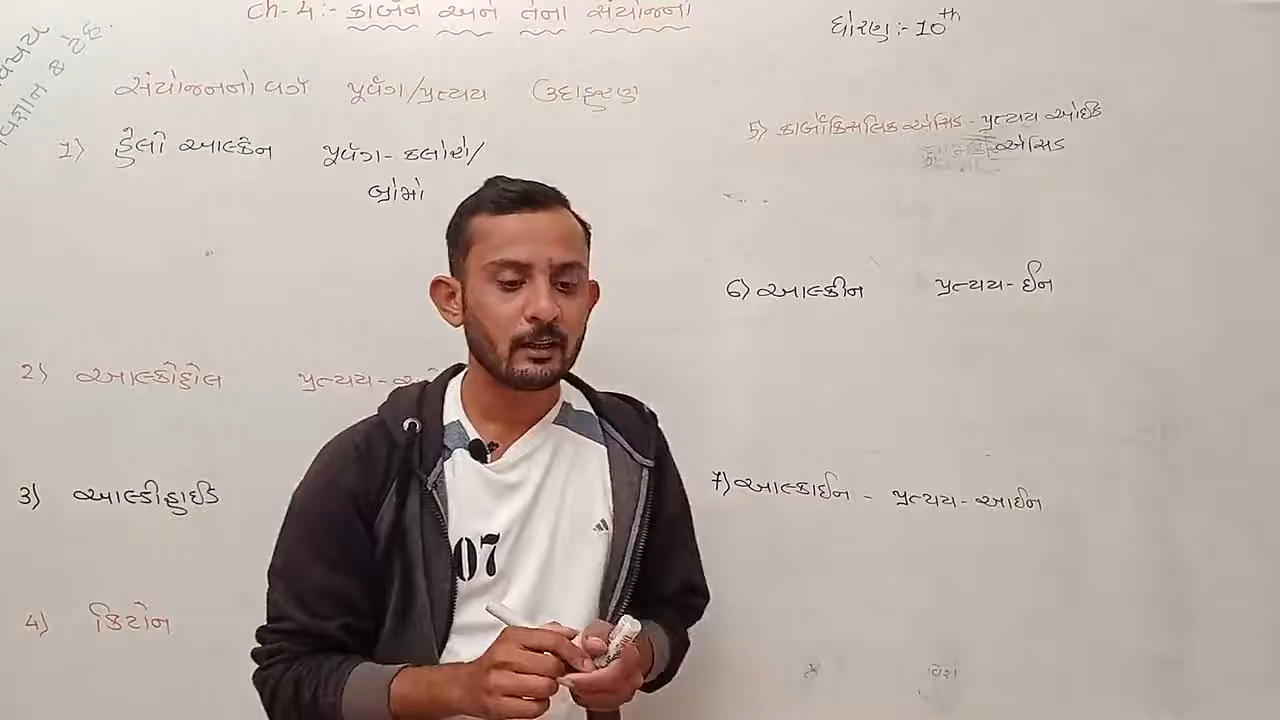 Ch-4:- કાર્બન અને તેના સંયોજનો
ધોરણ:- 10th
વિજ્ઞાન &
સંયોજનનો વર્ગ પૂર્વગ/પ્રત્યય ઉદાહરણ
1) હેલો આલ્કેન પૂર્વગ- ક્લોરો/
બ્રોમો
2) આલ્કોહોલ પ્રત્યય-
3) આલ્ડીહાઈડ
4) કિટોન
5) કાર્બોક્સિલિક એસિડ - પ્રત્યય ઓઈક
એસિડ
6) આલ્કીન પ્રત્યય- ઈન
7) આલ્કાઈન - પ્રત્યય- આઈન
07